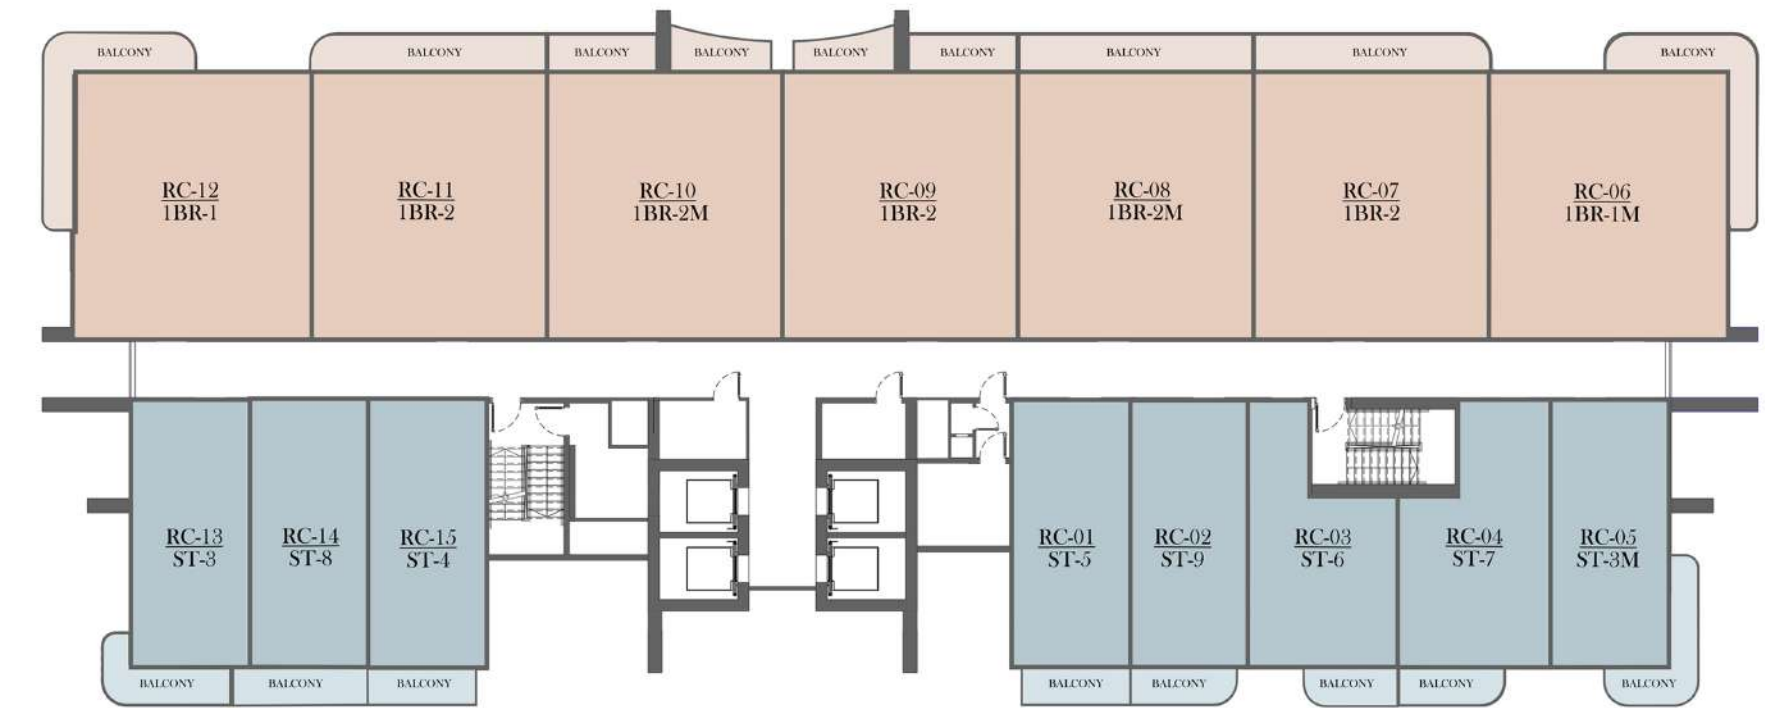 BALCONY
BALCONY
BALCONY
BALCONY
BALCONY
BALCONY
BALCONY
BALCONY
BALCONY
RC-12
1BR-1
RC-11
1BR-2
RC-10
1BR-2M
RC-09
1BR-2
RC-08
1BR-2M
RC-07
1BR-2
RC-06
1BR-1M
RC-13
ST-3
RC-14
ST-8
RC-15
ST-4
RC-01
ST-5
RC-02
ST-9
RC-03
ST-6
RC-04
ST-7
RC-05
ST-3M
BALCONY
BALCONY
BALCONY
BALCONY
BALCONY
BALCONY
BALCONY
BALCONY